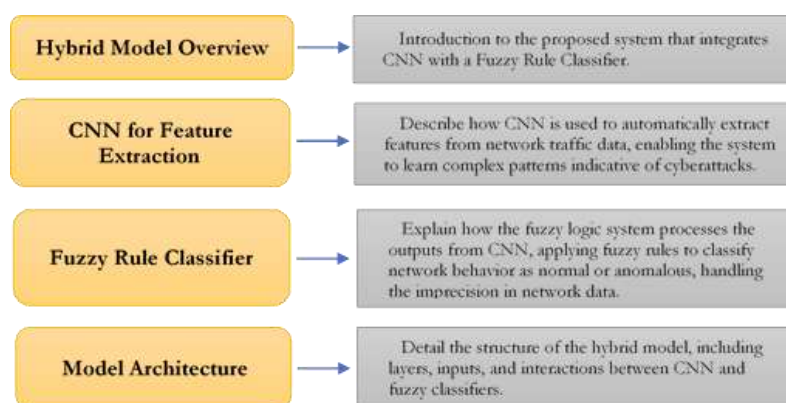 Hybrid Model Overview
Introduction to the proposed system that integrates
CNN with a Fuzzy Rule Classifier.
CNN for Feature
Extraction
Describe how CNN is used to automatically extract
features from network traffic data, enabling the system
to learn complex patterns indicative of cyberattacks.
Fuzzy Rule Classifier
Explain how the fuzzy logic system processes the
outputs from CNN, applying fuzzy rules to classify
network behavior as normal or anomalous, handling
the imprecision in network data.
Model Architecture
Detail the structure of the hybrid model, including
layers, inputs, and interactions between CNN and
fuzzy classifiers.